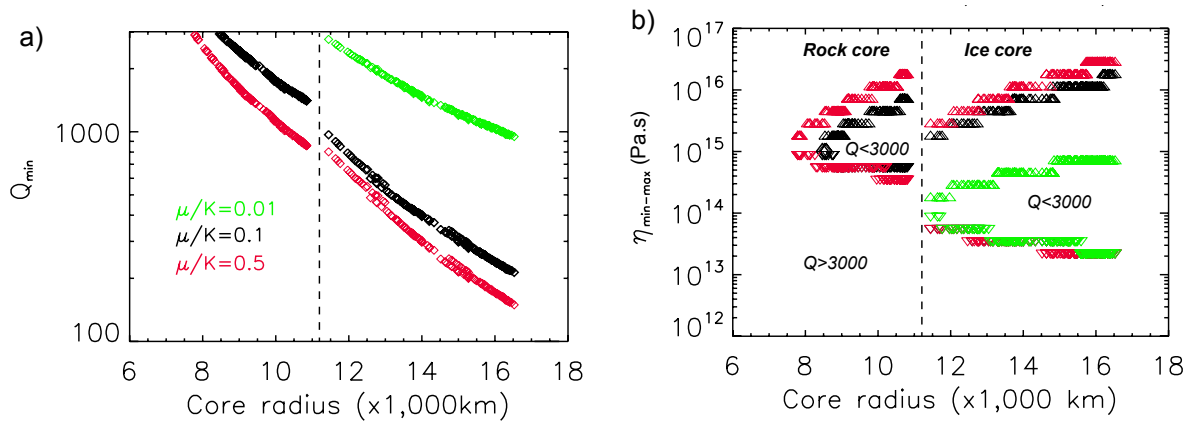 a)
Q_min
1000
100
μ/K=0.01
μ/K=0.1
μ/K=0.5
6 8 10 12 14 16 18
Core radius (x1,000km)
b)
η_min−max (Pa.s)
10^17
10^16
10^15
10^14
10^13
10^12
Rock core
Ice core
Q<3000
Q<3000
Q>3000
6 8 10 12 14 16 18
Core radius (x1,000 km)